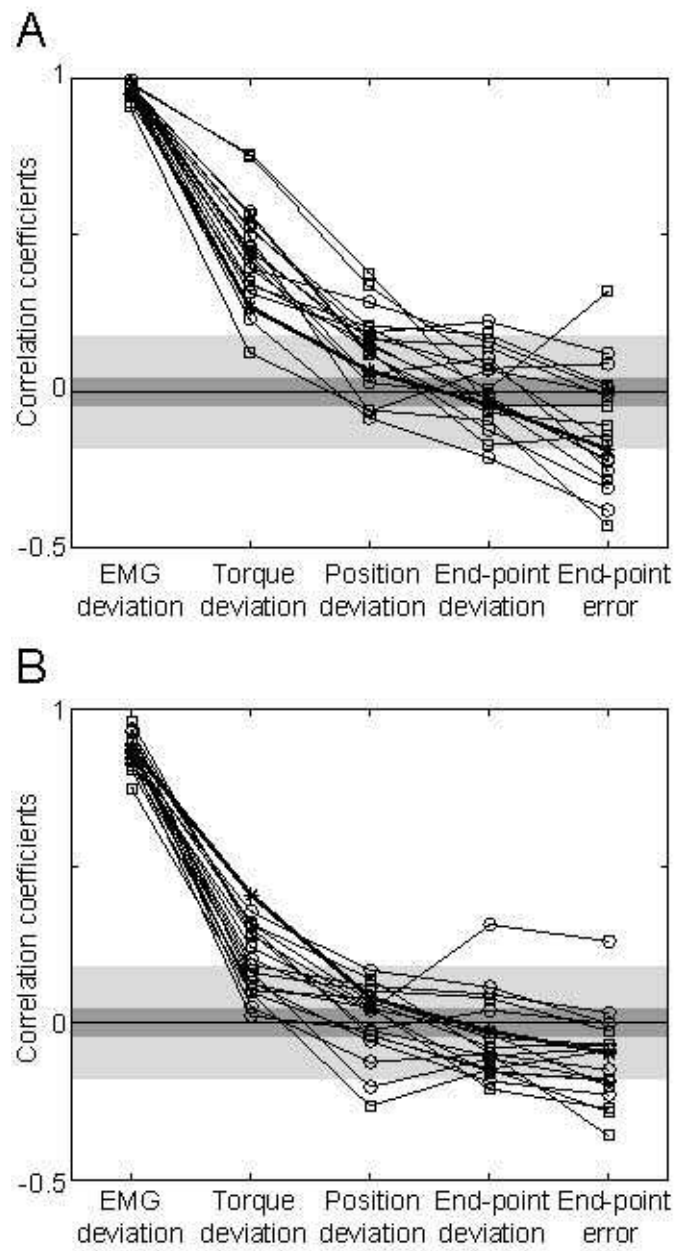 A
1
Correlation coefficients
0
-0.5
EMG Torque Position End-point End-point
deviation deviation deviation deviation error
B
1
Correlation coefficients
0
-0.5
EMG Torque Position End-point End-point
deviation deviation deviation deviation error